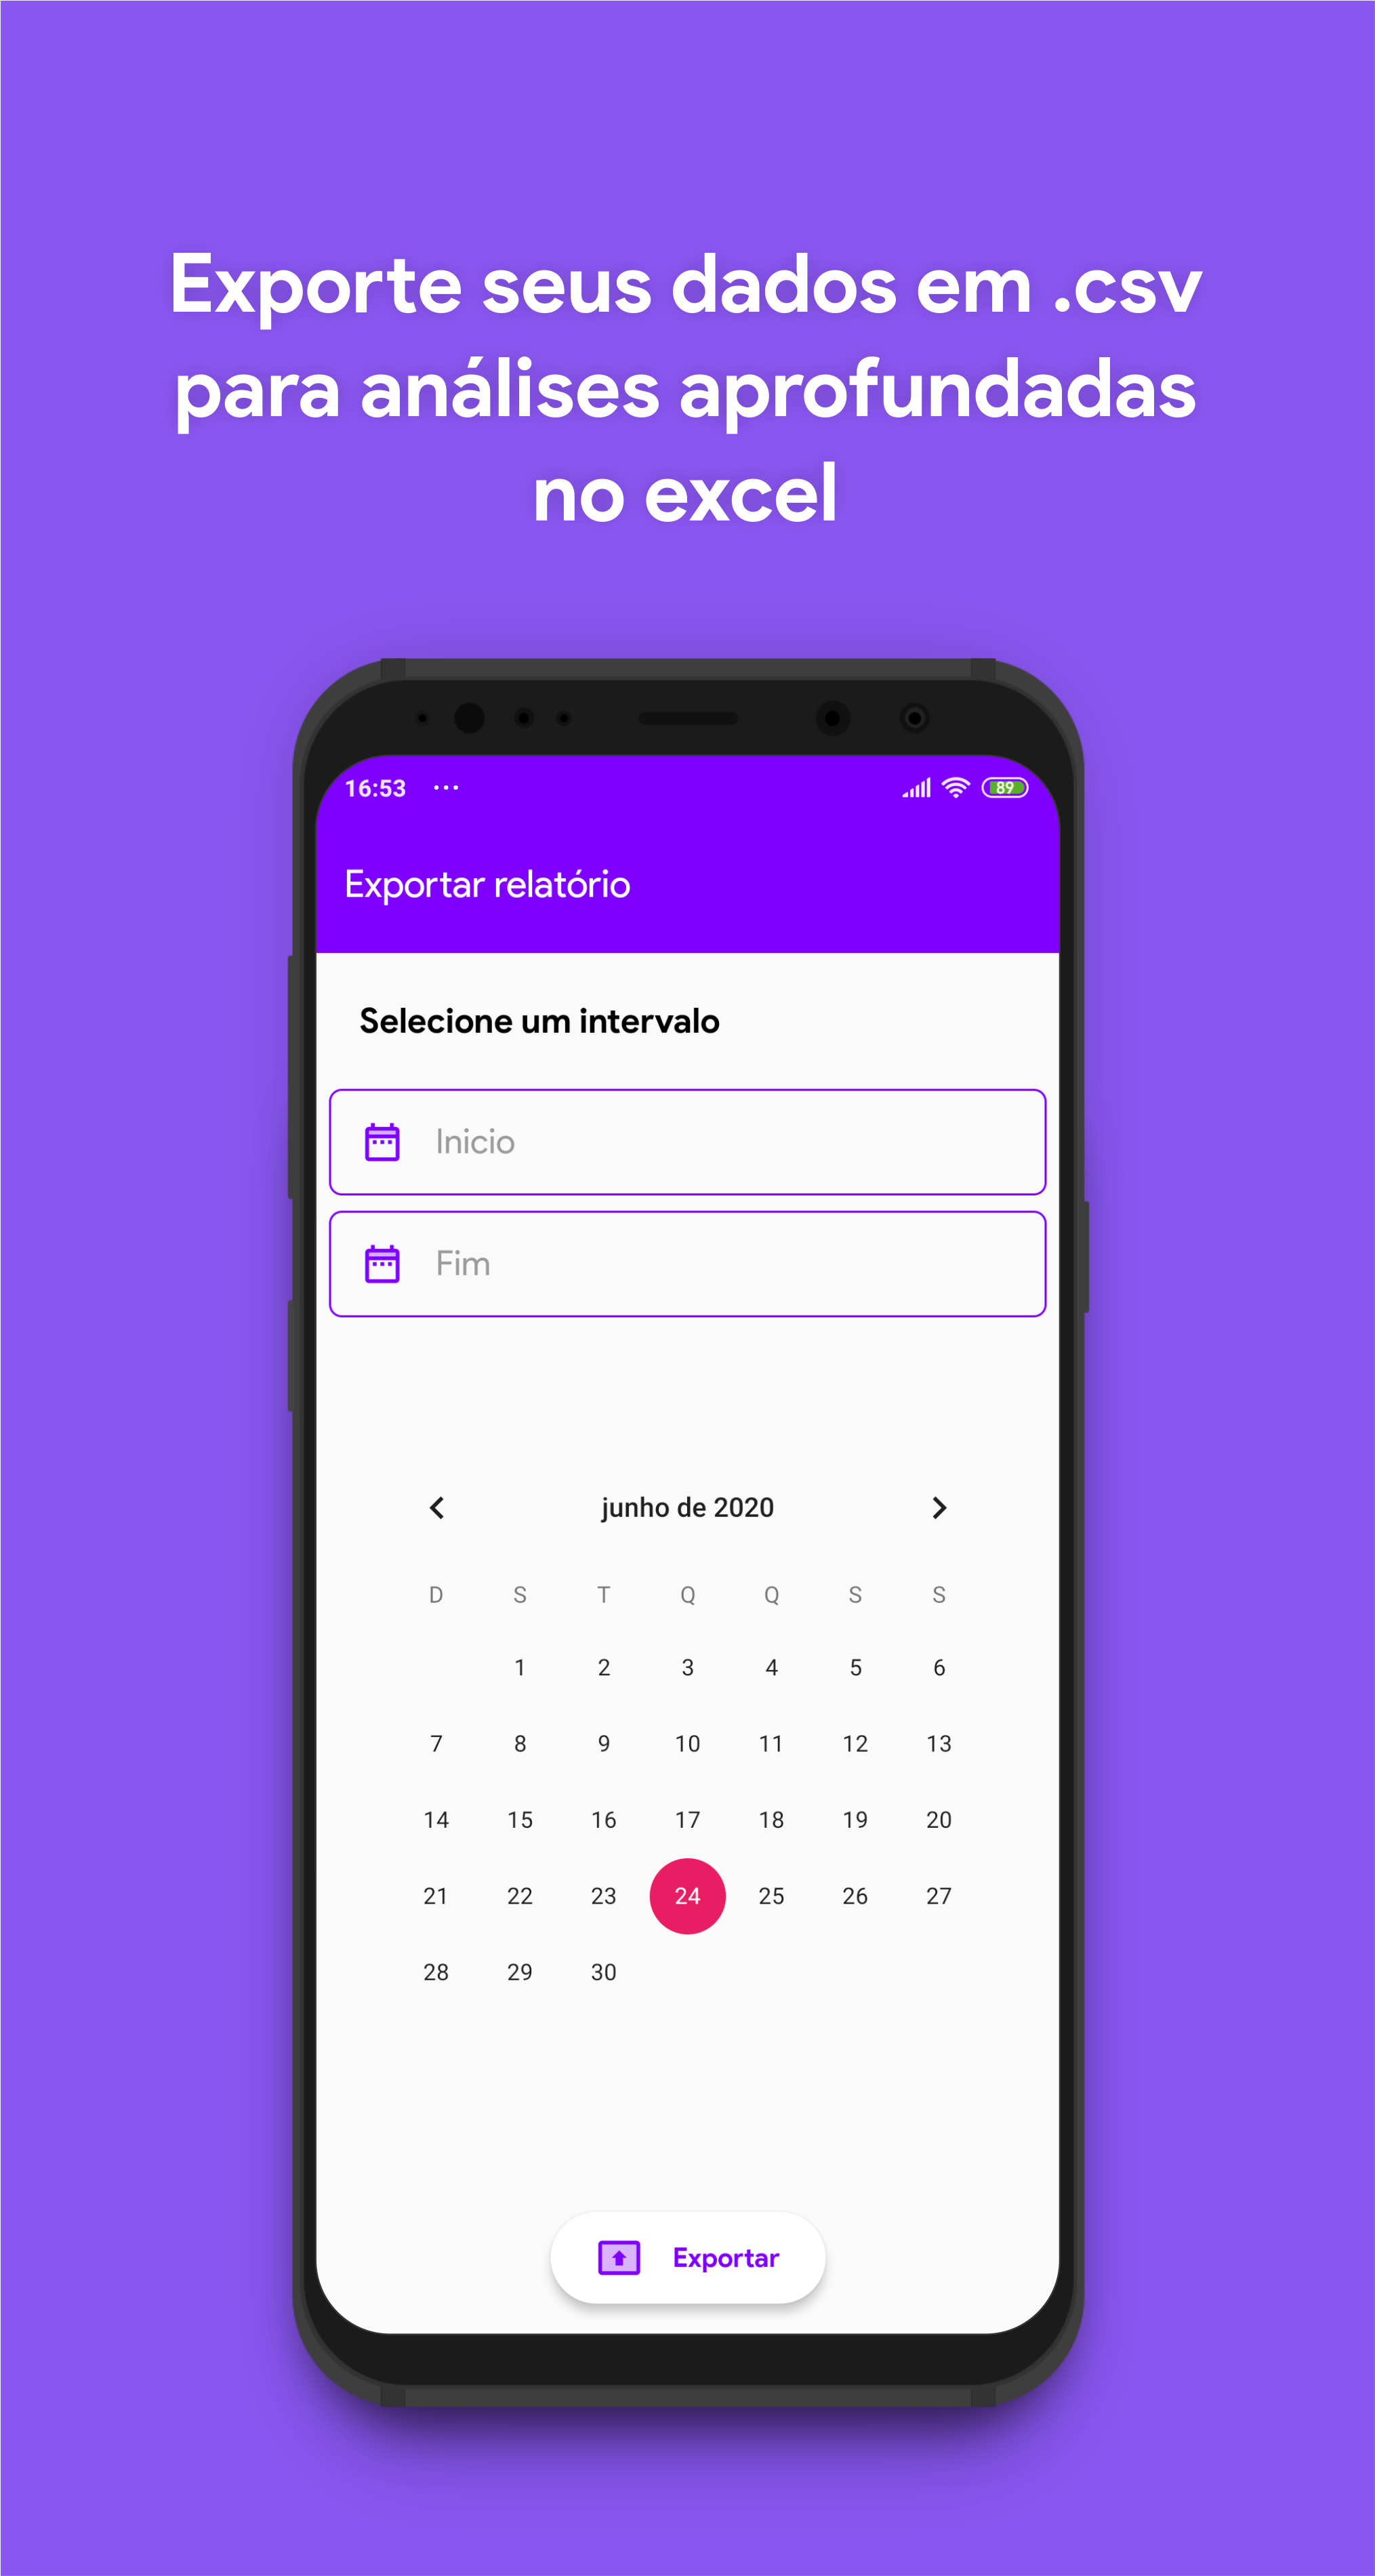 Exporte seus dados em .csv
para análises aprofundadas
no excel
16:53 ... 89
Exportar relatório
Selecione um intervalo
Inicio
Fim
junho de 2020
D S T Q Q S S
1 2 3 4 5 6
7 8 9 10 11 12 13
14 15 16 17 18 19 20
21 22 23 24 25 26 27
28 29 30
Exportar